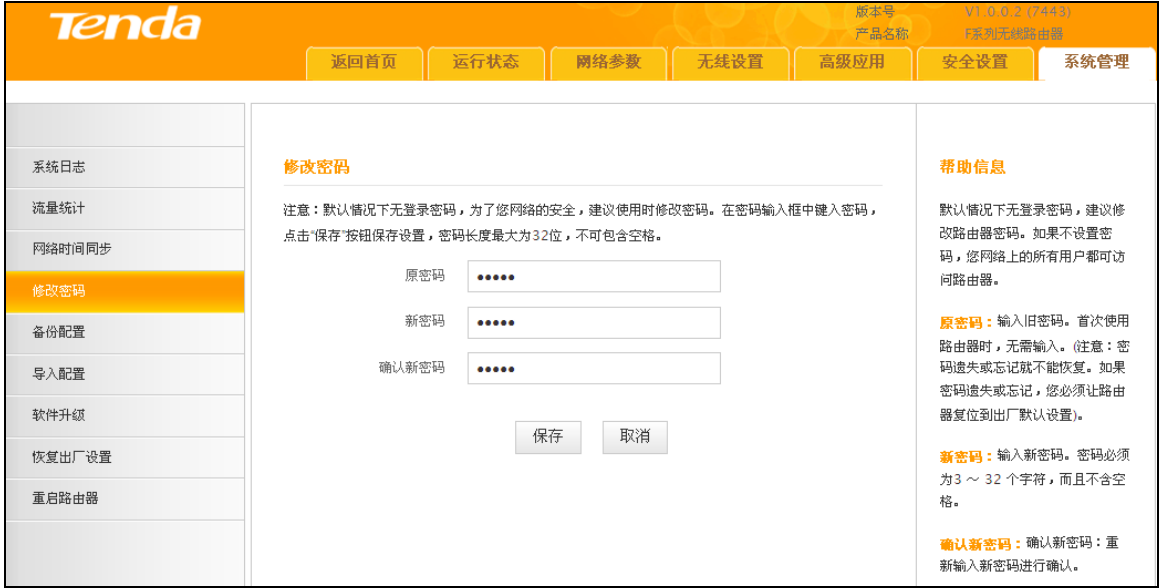 Tenda
版本号 V1.0.0.2 (7443)
产品名称 F系列无线路由器
返回首页 运行状态 网络参数 无线设置 高级应用 安全设置 系统管理
系统日志
流量统计
网络时间同步
修改密码
备份配置
导入配置
软件升级
恢复出厂设置
重启路由器
修改密码
注意：默认情况下无登录密码，为了您网络的安全，建议使用时修改密码。在密码输入框中键入密码，
点击“保存”按钮保存设置，密码长度最大为32位，不可包含空格。
原密码 •••••
新密码 •••••
确认新密码 •••••
保存 取消
帮助信息
默认情况下无登录密码，建议修
改路由器密码。如果不设置密
码，您网络上的所有用户都可访
问路由器。
原密码：输入旧密码。首次使用
路由器时，无需输入。(注意：密
码遗失或忘记就不能恢复。如果
密码遗失或忘记，您必须让路由
器复位到出厂默认设置)。
新密码：输入新密码。密码必须
为3 ～ 32 个字符，而且不含空
格。
确认新密码：确认新密码：重
新输入新密码进行确认。